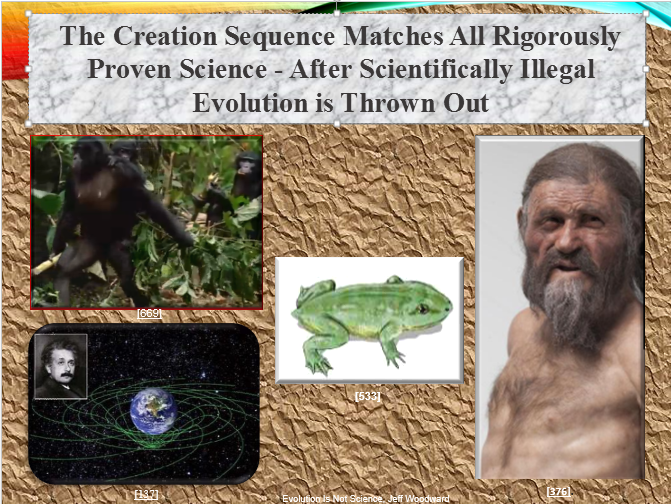 The Creation Sequence Matches All Rigorously
Proven Science - After Scientifically Illegal
Evolution is Thrown Out
[669]
[533]
[337]
[376]
Evolution Is Not Science, Jeff Woodward